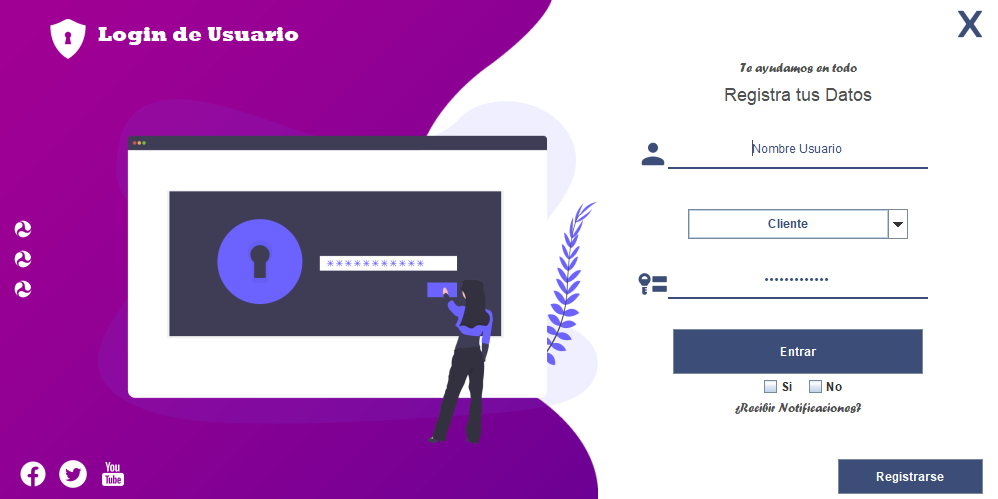 Login de Usuario
You
Tube
X
Te ayudamos en todo
Registra tus Datos
Nombre Usuario
Cliente
Entrar
Si No
¿Recibir Notificaciones?
Registrarse